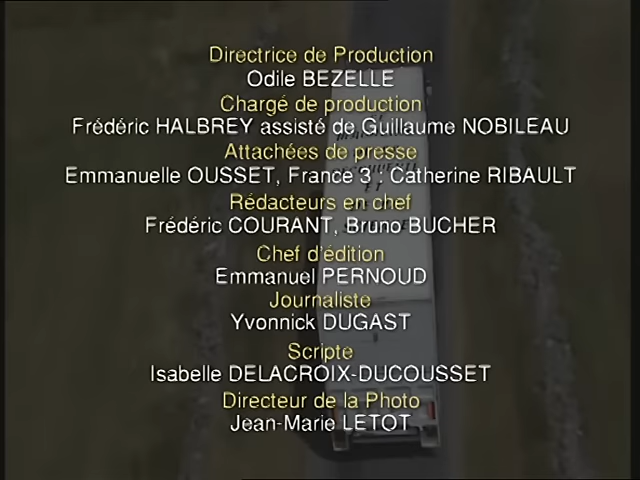 Directrice de Production
Odile BEZELLE
Chargé de production
Frédéric HALBREY assisté de Guillaume NOBILEAU
Attachées de presse
Emmanuelle OUSSET, France 3 : Catherine RIBAULT
Rédacteurs en chef
Frédéric COURANT, Bruno BUCHER
Chef d'édition
Emmanuel PERNOUD
Journaliste
Yvonnick DUGAST
Scripte
Isabelle DELACROIX-DUCOUSSET
Directeur de la Photo
Jean-Marie LETOT